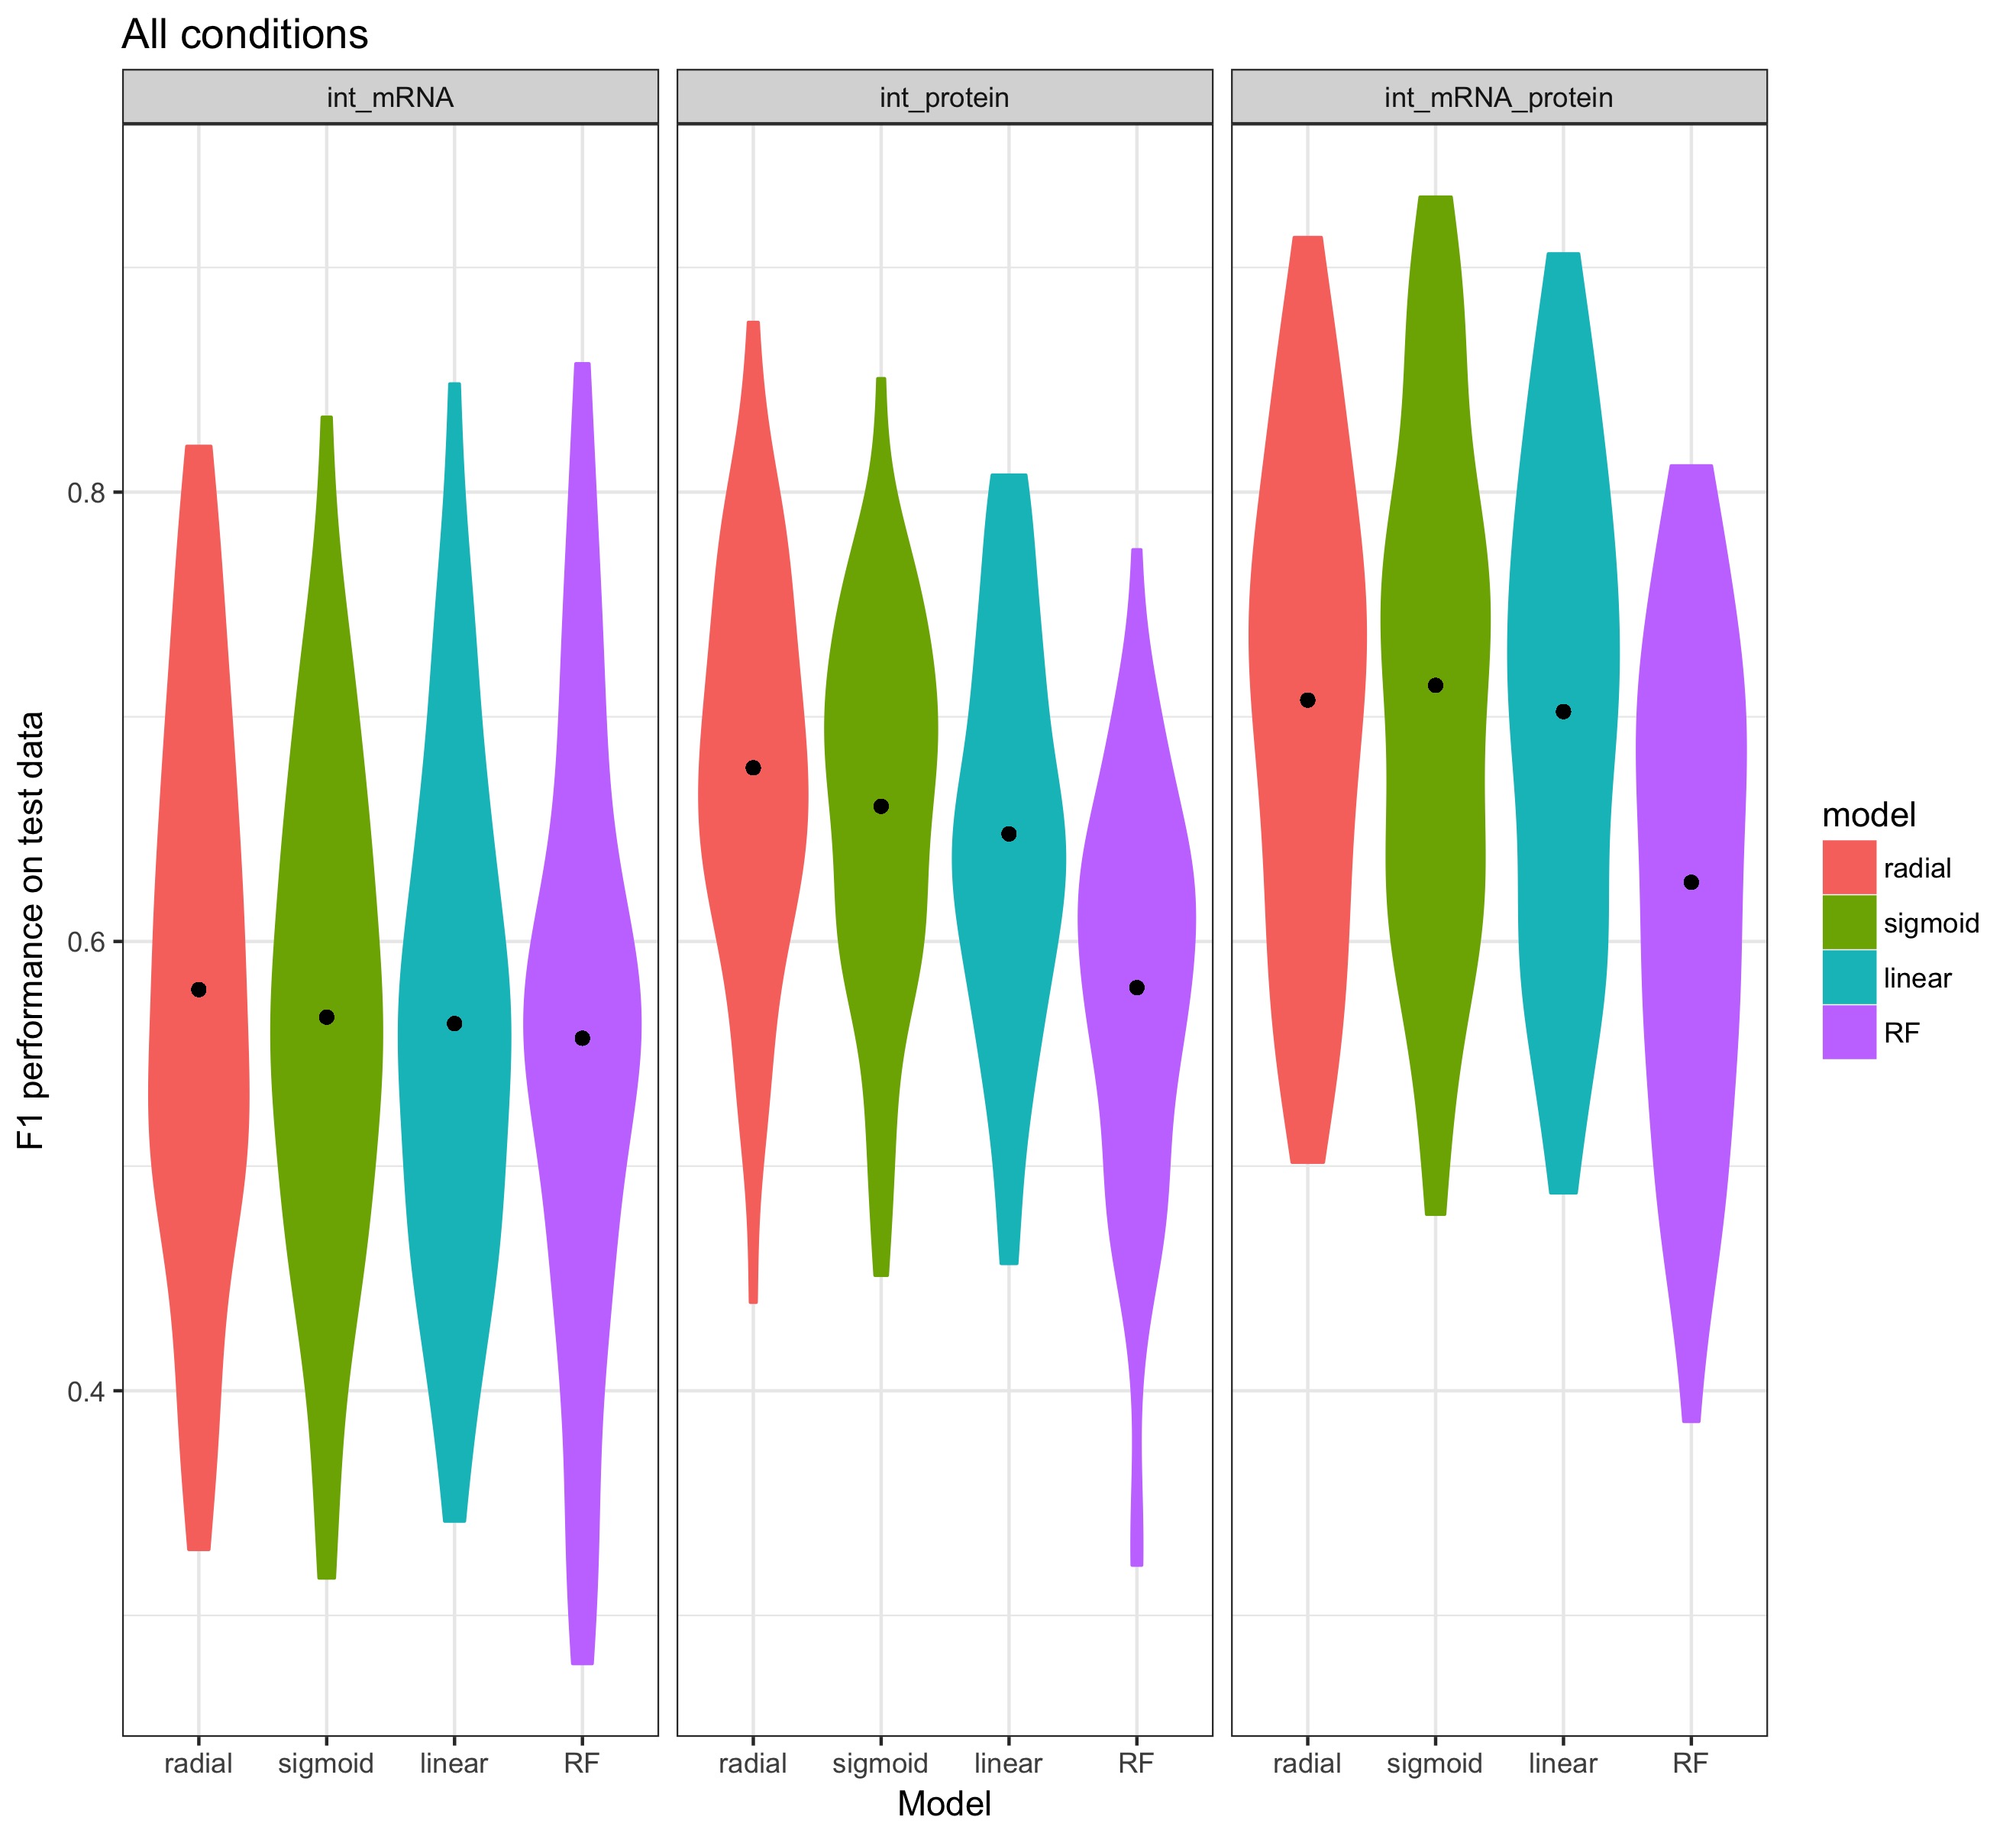 All conditions
int_mRNA
int_protein
int_mRNA_protein
F1 performance on test data
0.8
0.6
0.4
radial sigmoid linear RF
radial sigmoid linear RF
radial sigmoid linear RF
Model
model
radial
sigmoid
linear
RF